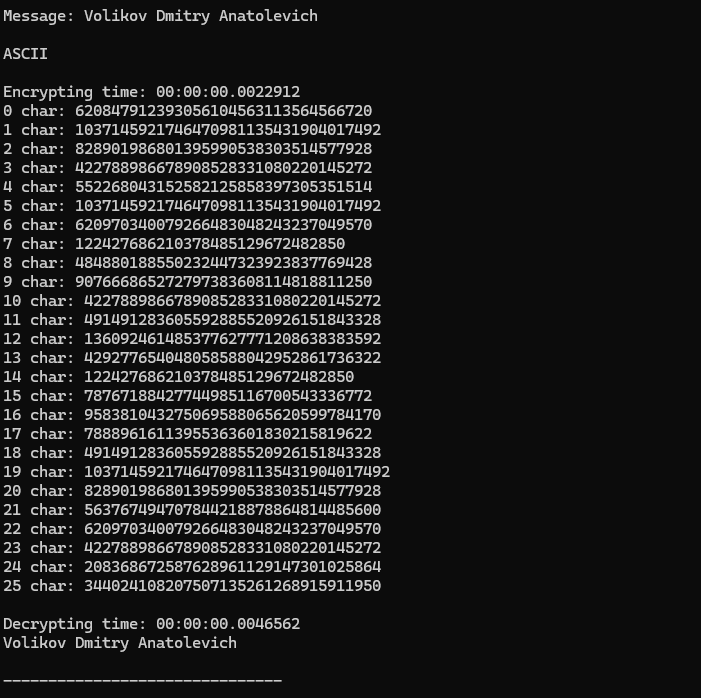 Message: Volikov Dmitry Anatolevich
ASCII
Encrypting time: 00:00:00.0022912
0 char: 620847912393056104563113564566720
1 char: 1037145921746470981135431904017492
2 char: 828901986801395990538303514577928
3 char: 422788986678908528331080220145272
4 char: 552268043152582125858397305351514
5 char: 1037145921746470981135431904017492
6 char: 620970340079266483048243237049570
7 char: 122427686210378485129672482850
8 char: 484880188550232447323923837769428
9 char: 907666865272797383608114818811250
10 char: 422788986678908528331080220145272
11 char: 491491283605592885520926151843328
12 char: 136092461485377627771208638383592
13 char: 429277654048058588042952861736322
14 char: 122427686210378485129672482850
15 char: 78767188427744985116700543336772
16 char: 958381043275069588065620599784170
17 char: 78889616113955363601830215819622
18 char: 491491283605592885520926151843328
19 char: 1037145921746470981135431904017492
20 char: 828901986801395990538303514577928
21 char: 563767494707844218878864814485600
22 char: 620970340079266483048243237049570
23 char: 422788986678908528331080220145272
24 char: 208368672587628961129147301025864
25 char: 344024108207507135261268915911950
Decrypting time: 00:00:00.0046562
Volikov Dmitry Anatolevich
_______________________________